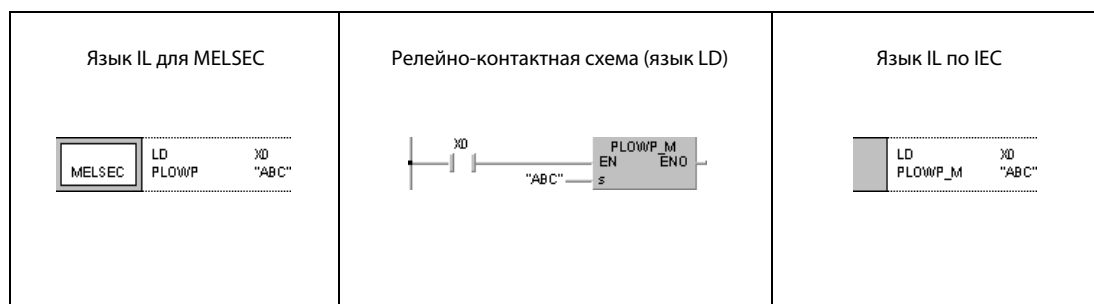 Язык IL для MELSEC
MELSEC
LD X0
PLOWP "ABC"
Релейно-контактная схема (язык LD)
X0
PLOWP_M
EN ENO
"ABC" s
Язык IL по IEC
LD X0
PLOWP_M "ABC"